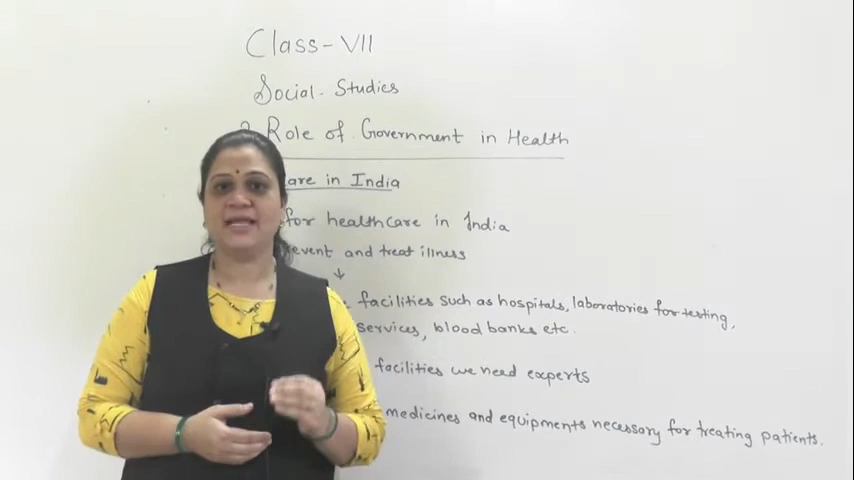 Class-VII
Social Studies
Role of Government in Health
are in India
for healthcare in India
event and treat illness
facilities such as hospitals, laboratories for testing,
services, blood banks etc.
facilities we need experts
medicines and equipments necessary for treating patients.